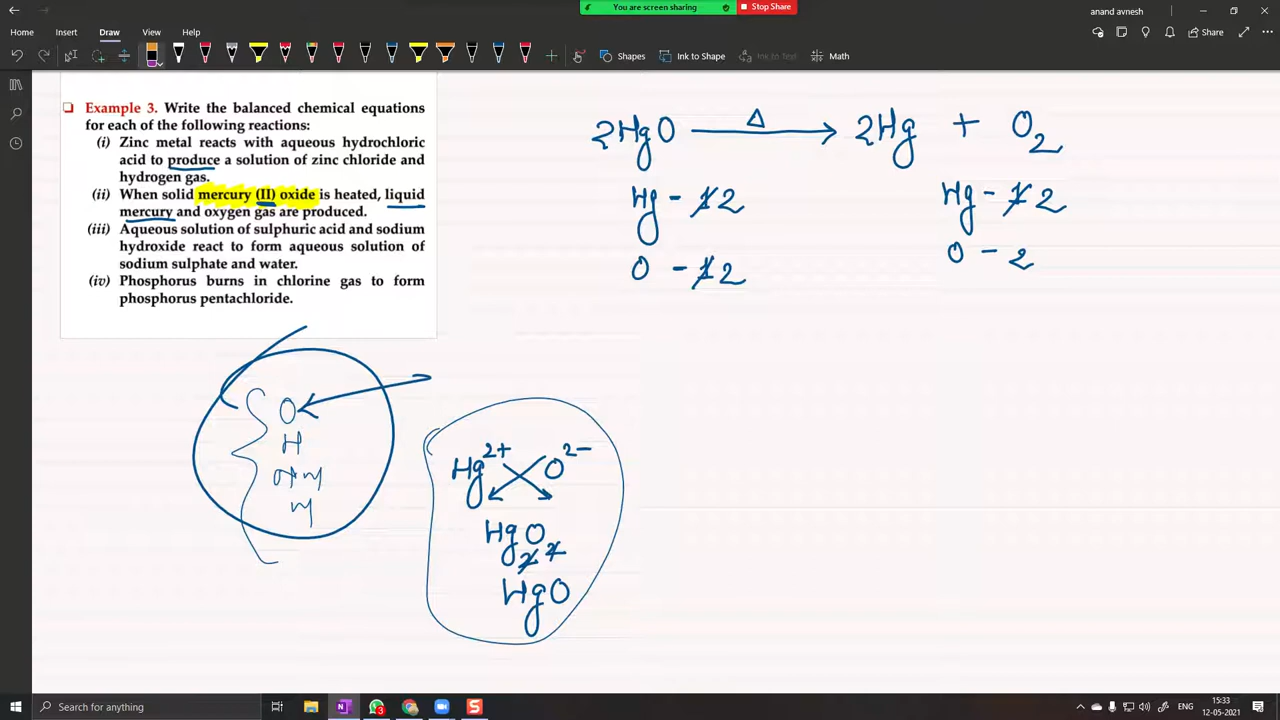 You are screen sharing
Stop Share
anand avnesh
Home Insert Draw View Help
Shapes Ink to Shape Ink to Text Math
Share
Example 3. Write the balanced chemical equations
for each of the following reactions:
(i) Zinc metal reacts with aqueous hydrochloric
acid to produce a solution of zinc chloride and
hydrogen gas.
(ii) When solid mercury (II) oxide is heated, liquid
mercury and oxygen gas are produced.
(iii) Aqueous solution of sulphuric acid and sodium
hydroxide react to form aqueous solution of
sodium sulphate and water.
(iv) Phosphorus burns in chlorine gas to form
phosphorus pentachloride.
2HgO Δ → 2Hg + O₂
Hg - 1 2
O - 1 2
Hg - 1 2
O - 2
O
H
Hg²⁺ O²⁻
HgO
2 2
HgO
Search for anything
3
15:33
12-05-2021